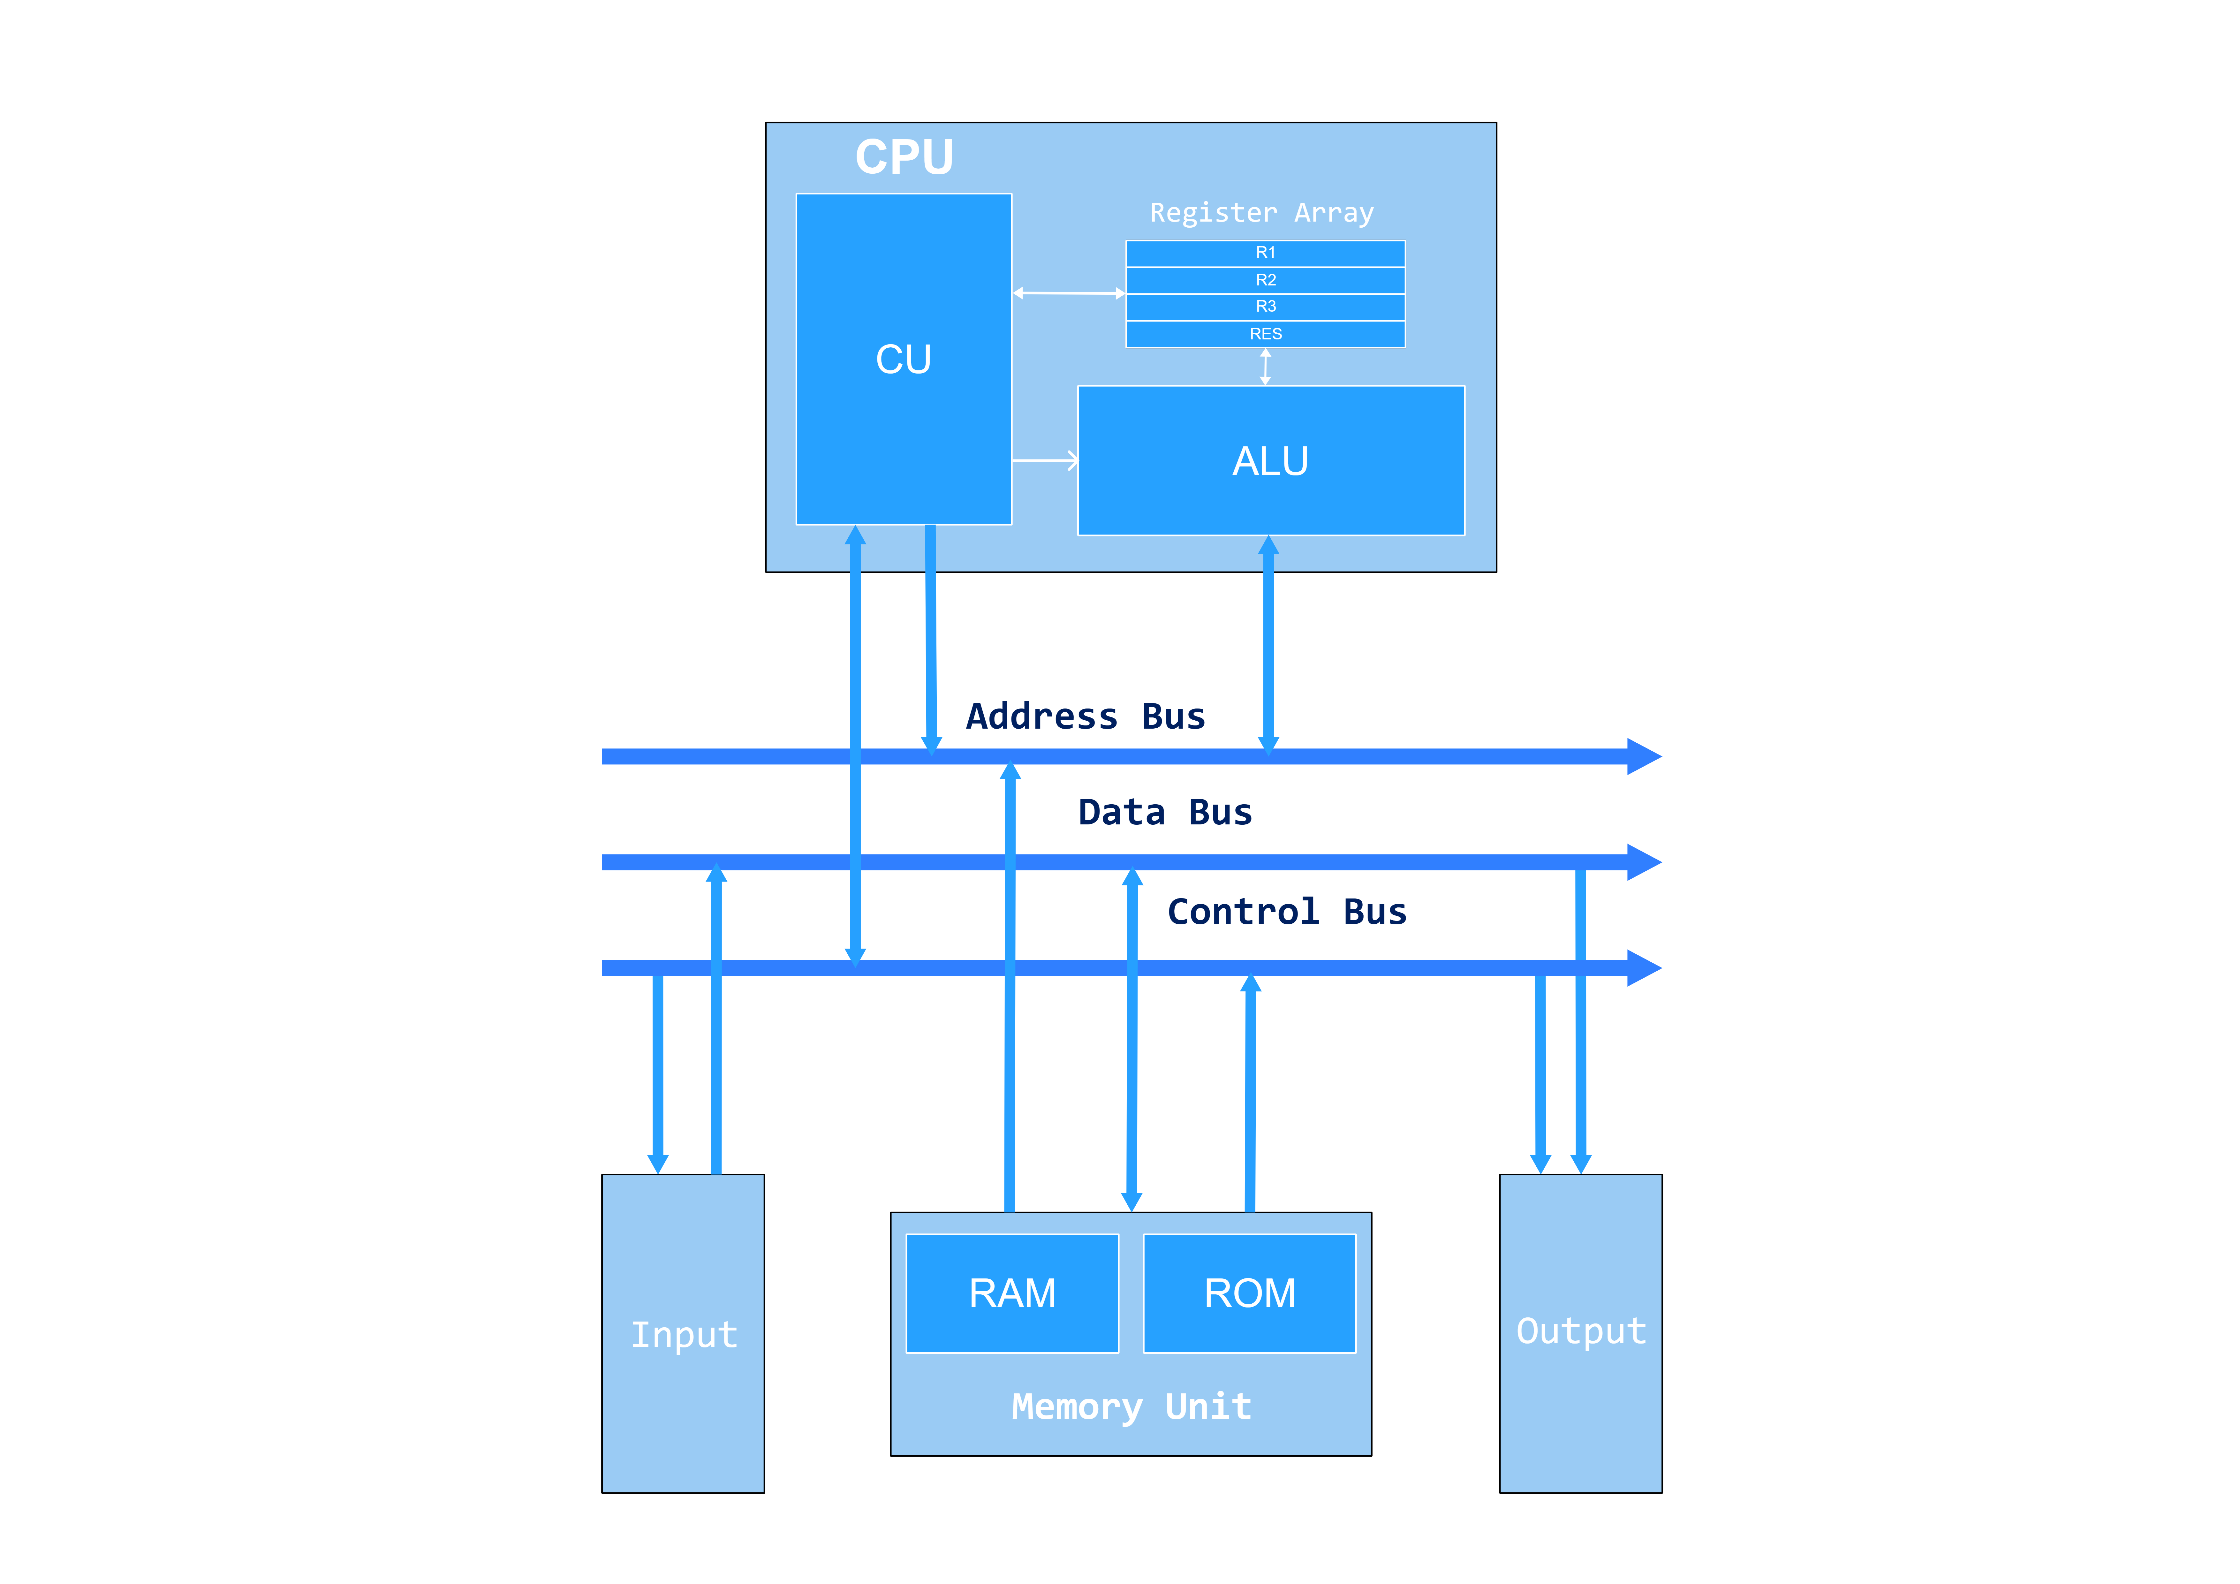 CPU
Register Array
R1
R2
R3
RES
CU
ALU
Address Bus
Data Bus
Control Bus
RAM
ROM
Input
Output
Memory Unit